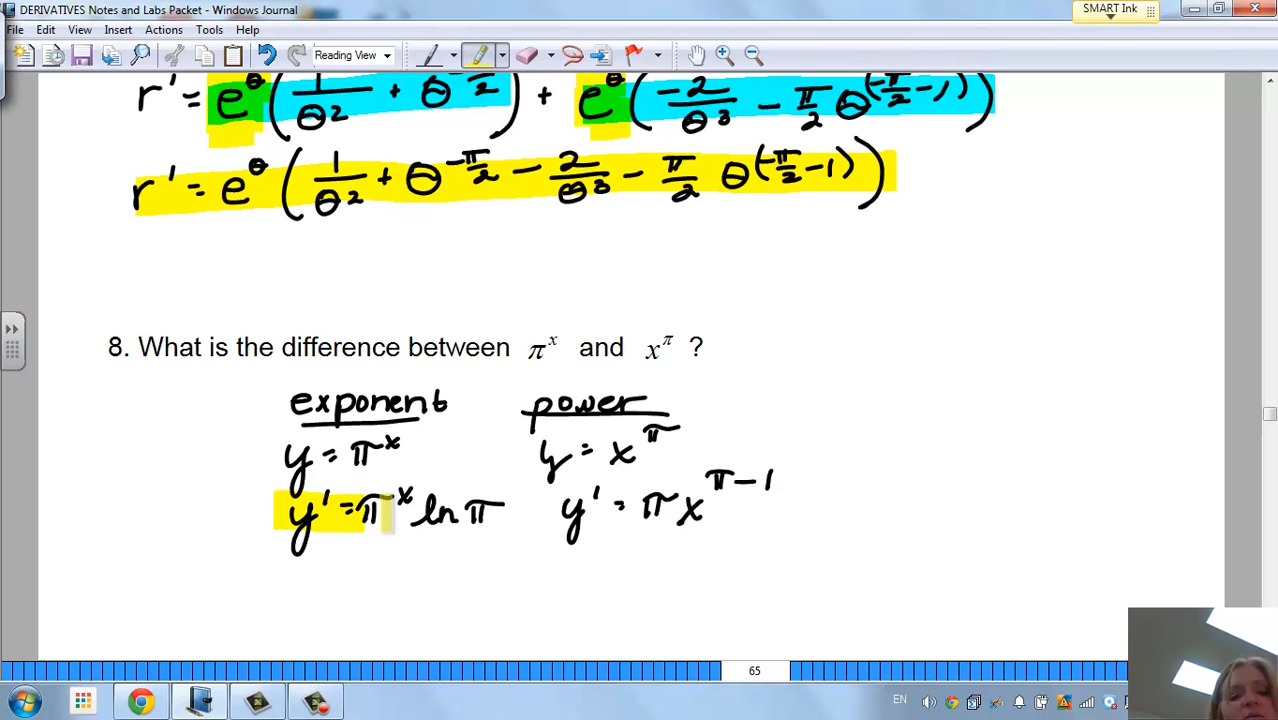 DERIVATIVES Notes and Labs Packet - Windows Journal
SMART Ink
File Edit View Insert Actions Tools Help
Reading View
r' = e^θ (1/θ² + θ^(-π/2)) + e^θ (-2/θ³ - π/2 θ^(-π/2 - 1))
r' = e^θ (1/θ² + θ^(-π/2) - 2/θ³ - π/2 θ^(-π/2 - 1))
8. What is the difference between π^x and x^π ?
exponent power
y = π^x y = x^π
y' = π^x ln π y' = πx^(π-1)
65
EN